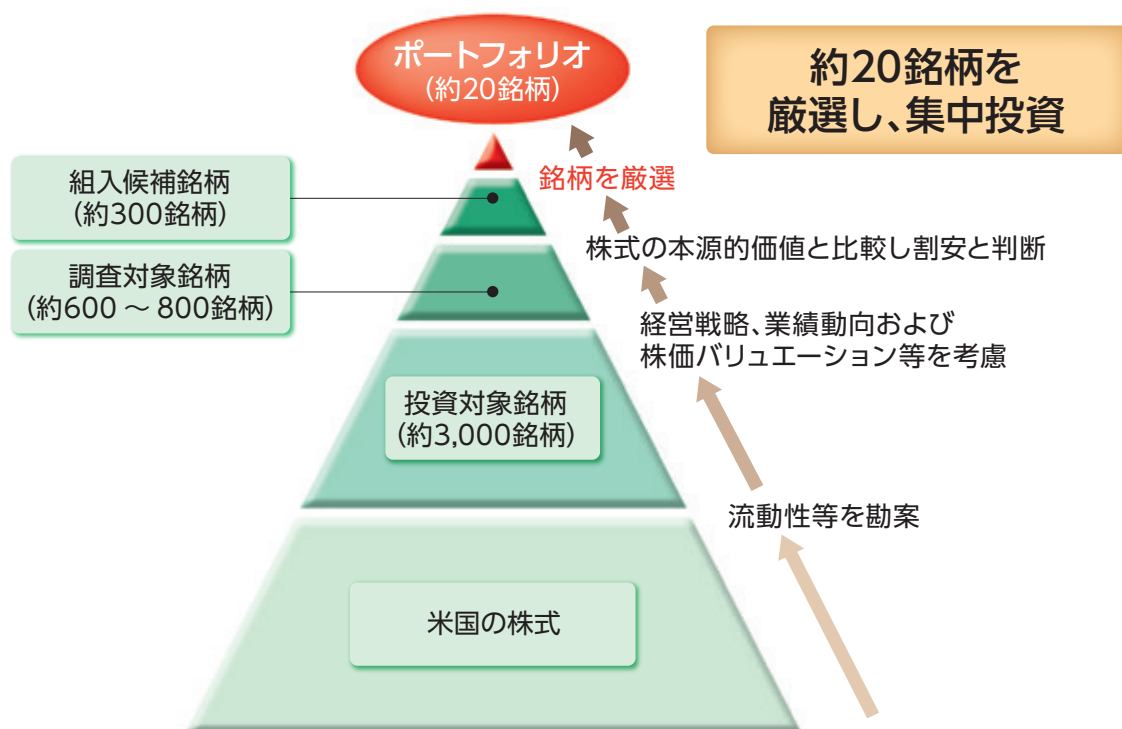 ポートフォリオ
(約20銘柄)
約20銘柄を
厳選し、集中投資
銘柄を厳選
組入候補銘柄
(約300銘柄)
株式の本源的価値と比較し割安と判断
調査対象銘柄
(約600 ～ 800銘柄)
経営戦略、業績動向および
株価バリュエーション等を考慮
投資対象銘柄
(約3,000銘柄)
流動性等を勘案
米国の株式